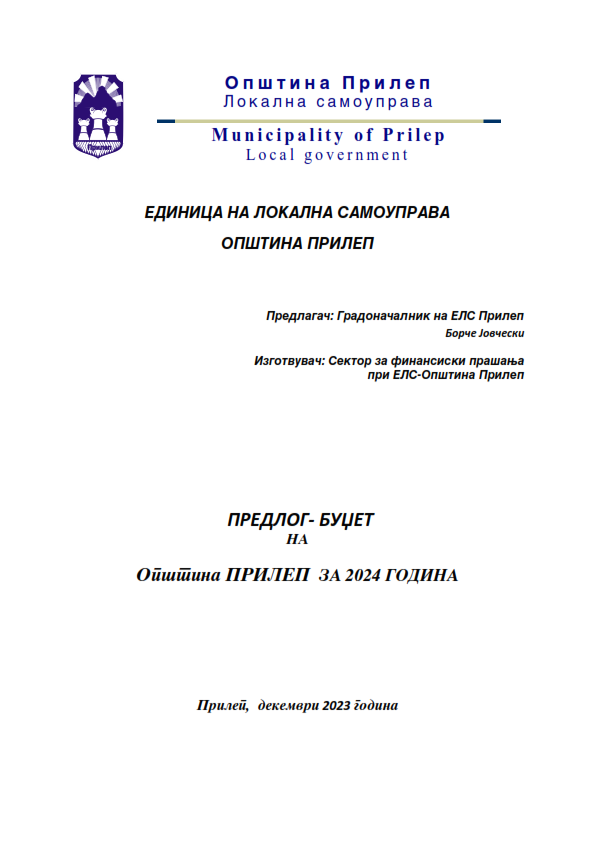 Општина Прилеп
Локална самоуправа
Municipality of Prilep
Local government
Прилеп
ЕДИНИЦА НА ЛОКАЛНА САМОУПРАВА
ОПШТИНА ПРИЛЕП
Предлагач: Градоначалник на ЕЛС Прилеп
Борче Јовчески
Изготвувач: Сектор за финансиски прашања
при ЕЛС-Општина Прилеп
ПРЕДЛОГ- БУЏЕТ
НА
Општина ПРИЛЕП ЗА 2024 ГОДИНА
Прилеп, декември 2023 година